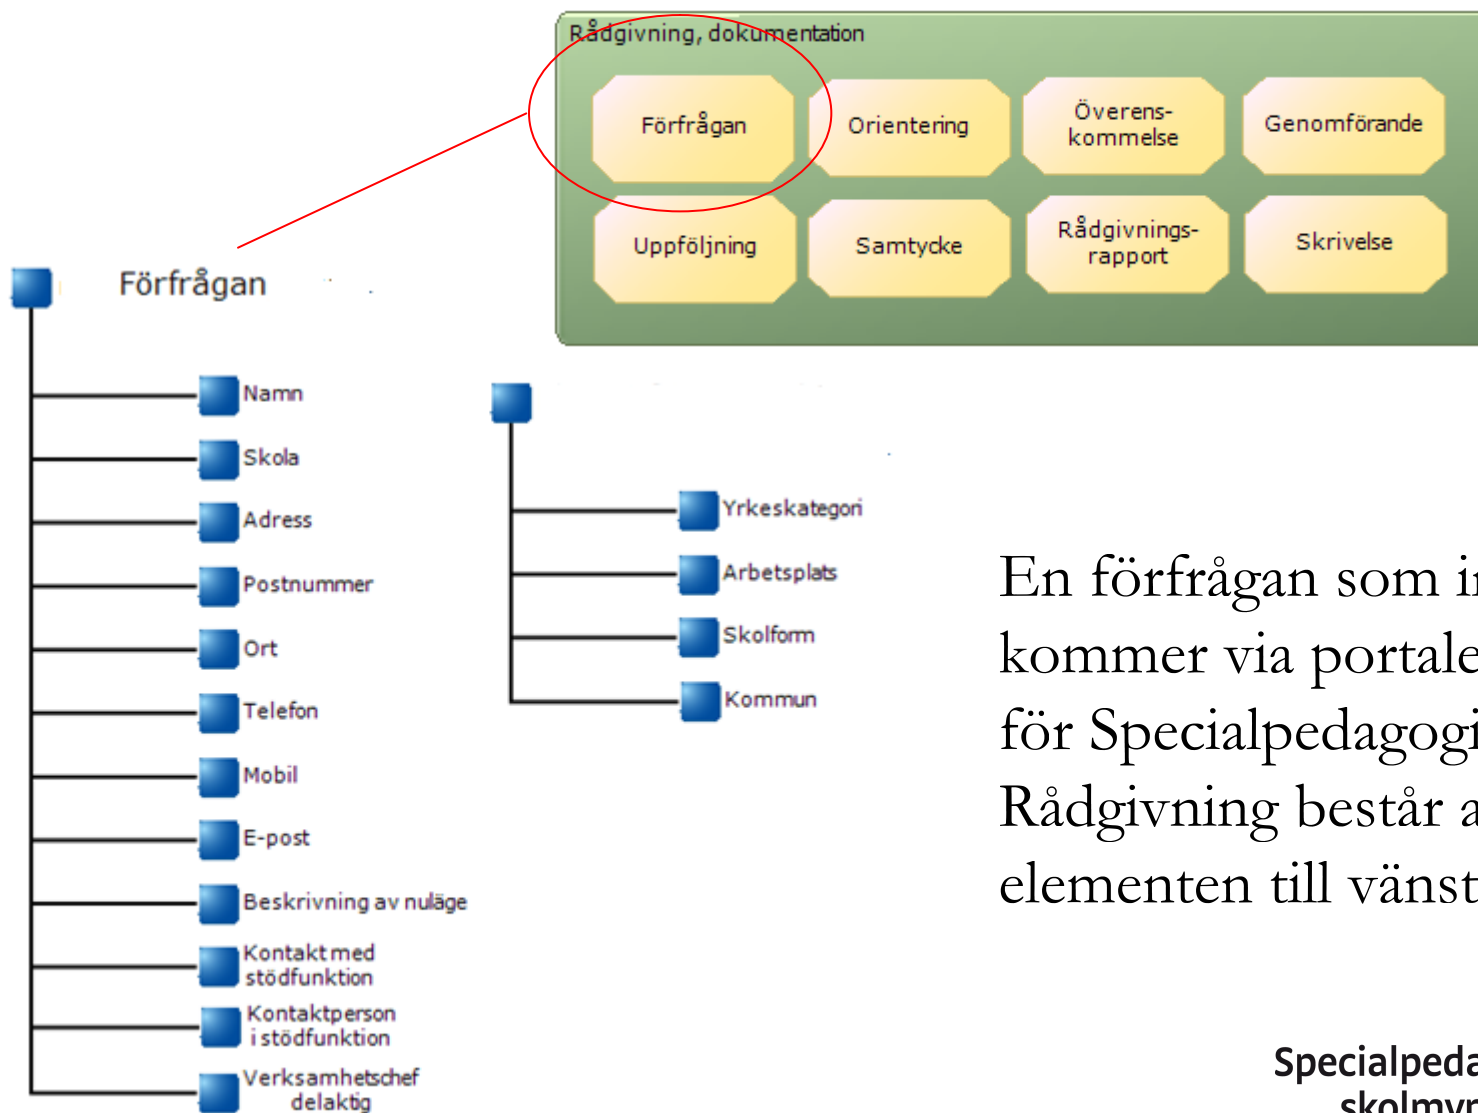 Rådgivning, dokumentation
Förfrågan
Orientering
Överens-
kommelse
Genomförande
Uppföljning
Samtycke
Rådgivnings-
rapport
Skrivelse
Förfrågan
Namn
Skola
Adress
Postnummer
Ort
Telefon
Mobil
E-post
Beskrivning av nuläge
Kontakt med
stödfunktion
Kontaktperson
i stödfunktion
Verksamhetschef
delaktig
Yrkeskategori
Arbetsplats
Skolform
Kommun
En förfrågan som in
kommer via portale
för Specialpedagogi
Rådgivning består a
elementen till vänst
Specialpeda
skolmyn